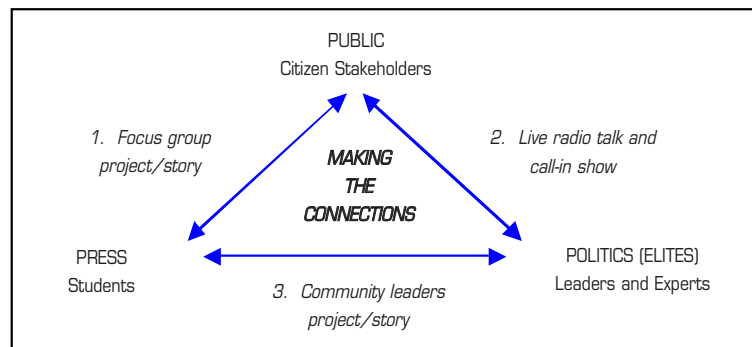 PUBLIC
Citizen Stakeholders
1. Focus group
project/story
2. Live radio talk and
call-in show
MAKING
THE
CONNECTIONS
PRESS
Students
POLITICS (ELITES)
Leaders and Experts
3. Community leaders
project/story